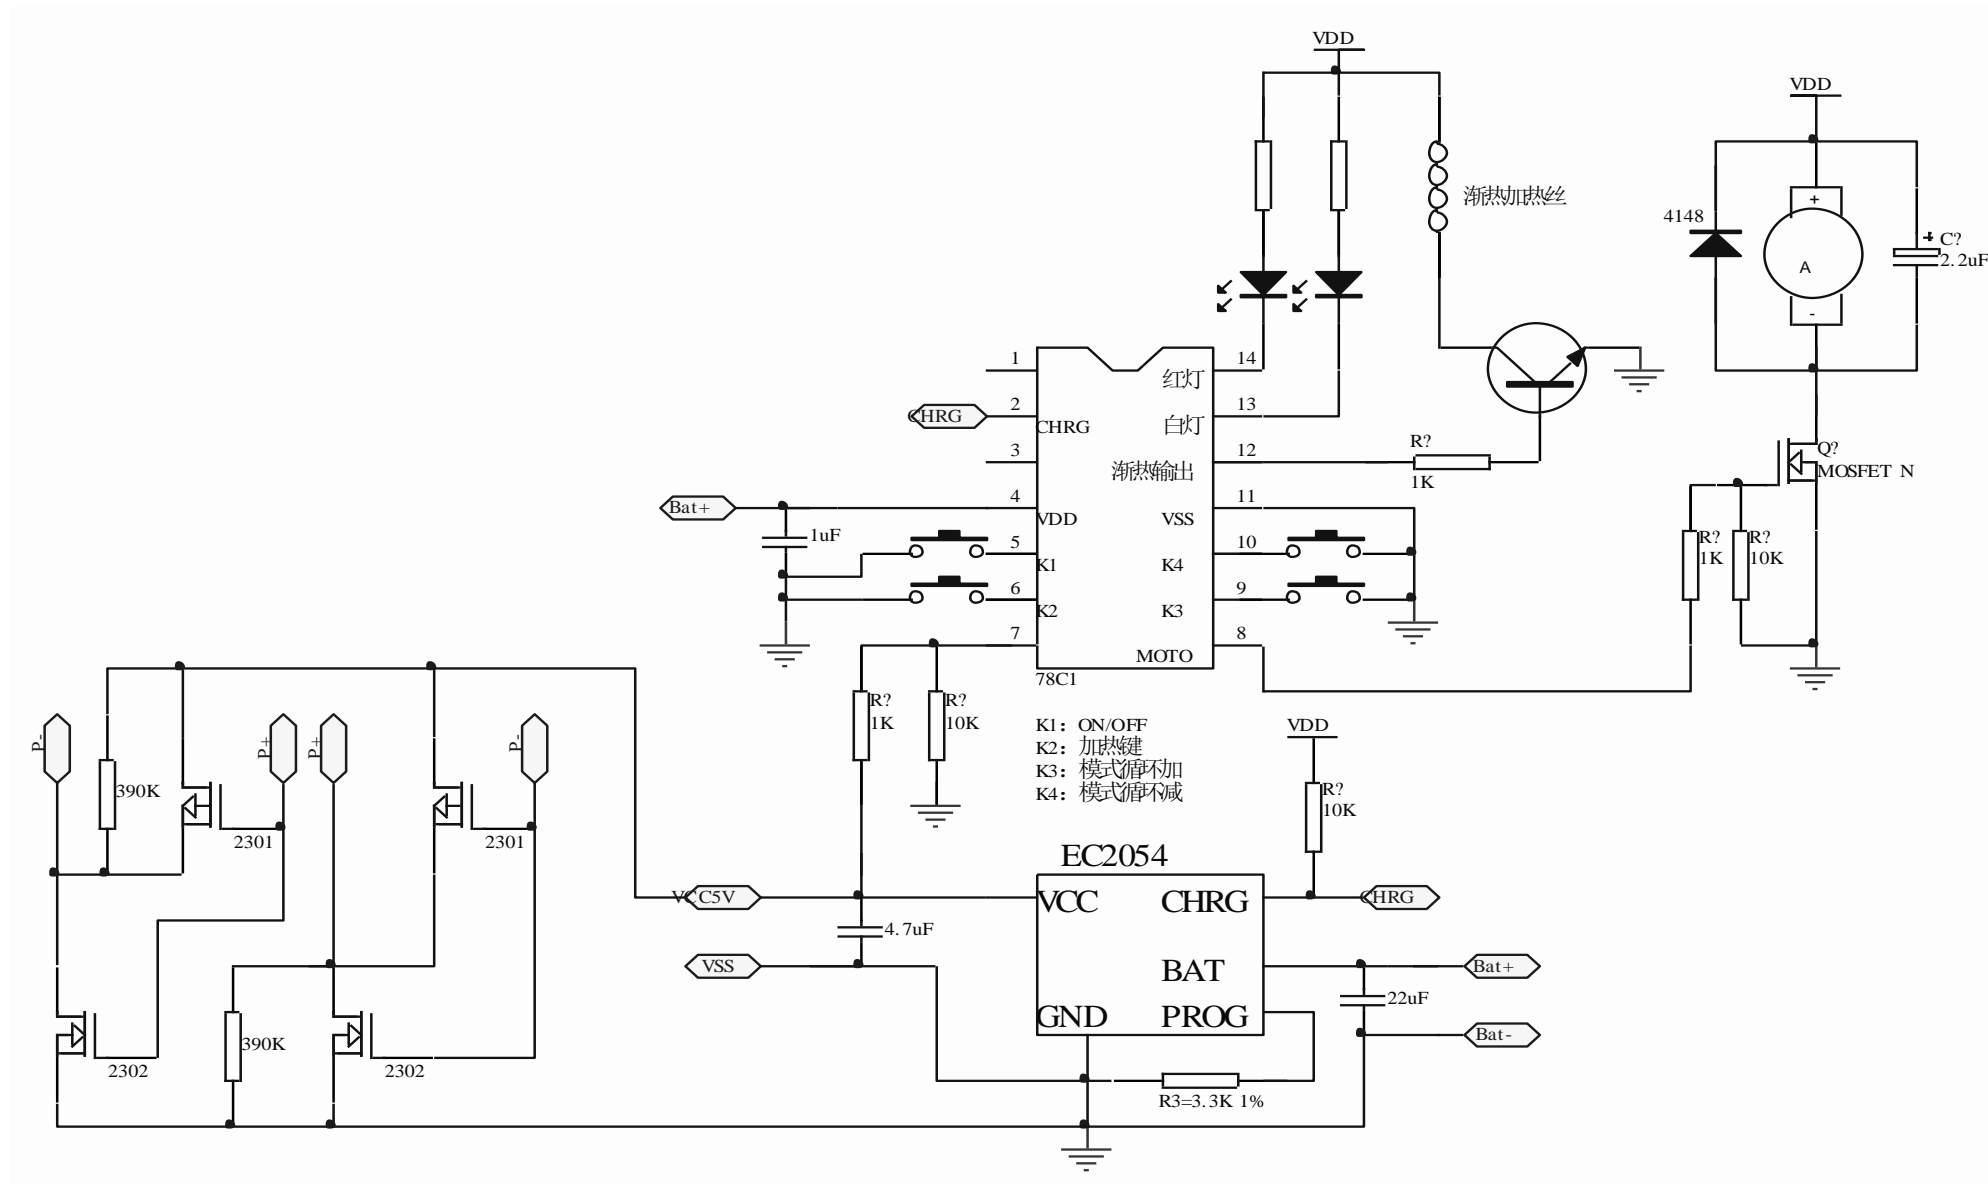 VDD
VDD
渐热加热丝
4148
+
+ C?
2.2uF
A
-
1
14
红灯
CHRG
2
CHRG
13
白灯
3
12
渐热输出
R?
1K
Q?
MOSFET N
Bat+
4
VDD
11
VSS
1uF
5
K1
10
K4
R?
1K
R?
10K
6
K2
9
K3
7
8
MOTO
78C1
R?
1K
R?
10K
K1: ON/OFF
K2: 加热键
K3: 模式循环加
K4: 模式循环减
VDD
R?
10K
P-
P+
P+
P-
390K
2301
2301
EC2054
VCC5V
VCC
CHRG
CHRG
4.7uF
VSS
BAT
Bat+
22uF
GND
PROG
Bat-
390K
2302
2302
R3=3.3K 1%